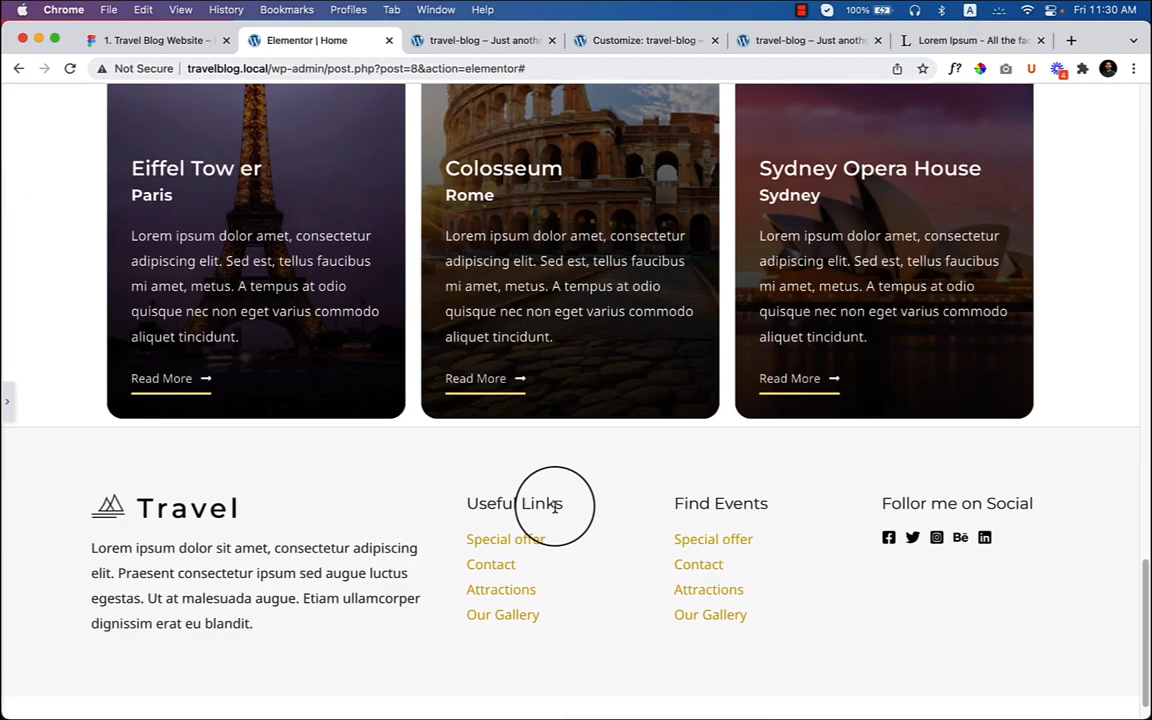 Chrome File Edit View History Bookmarks Profiles Tab Window Help 100% A Fri 11:30 AM
1. Travel Blog Website – Elementor | Home travel-blog – Just anoth Customize: travel-blog – travel-blog – Just anoth Lorem Ipsum - All the fac
Not Secure travelblog.local/wp-admin/post.php?post=8&action=elementor# f? U 4
Eiffel Tow er
Paris
Lorem ipsum dolor amet, consectetur
adipiscing elit. Sed est, tellus faucibus
mi amet, metus. A tempus at odio
quisque nec non eget varius commodo
aliquet tincidunt.
Read More
Colosseum
Rome
Lorem ipsum dolor amet, consectetur
adipiscing elit. Sed est, tellus faucibus
mi amet, metus. A tempus at odio
quisque nec non eget varius commodo
aliquet tincidunt.
Read More
Sydney Opera House
Sydney
Lorem ipsum dolor amet, consectetur
adipiscing elit. Sed est, tellus faucibus
mi amet, metus. A tempus at odio
quisque nec non eget varius commodo
aliquet tincidunt.
Read More
Travel
Lorem ipsum dolor sit amet, consectetur adipiscing
elit. Praesent consectetur ipsum sed augue luctus
egestas. Ut at malesuada augue. Etiam ullamcorper
dignissim erat eu blandit.
Useful Links
Special offer
Contact
Attractions
Our Gallery
Find Events
Special offer
Contact
Attractions
Our Gallery
Follor me on Social